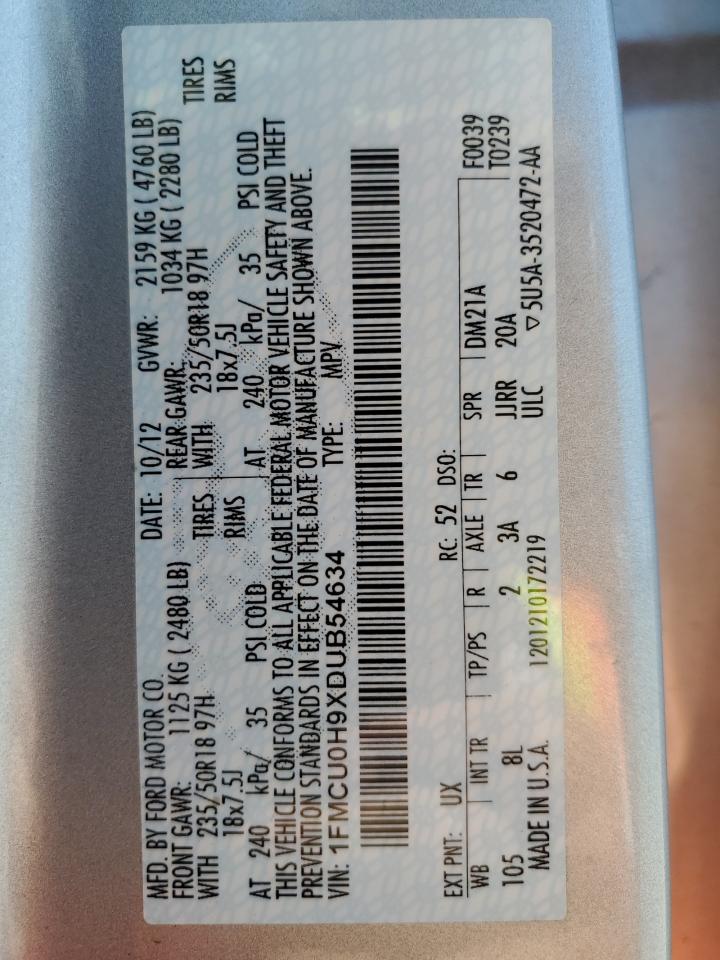 MFD. BY FORD MOTOR CO. DATE: 10/12 GVWR: 2159 KG ( 4760 LB)
FRONT GAWR: 1125 KG ( 2480 LB) REAR GAWR: 1034 KG ( 2280 LB)
WITH 235/50R18 97H TIRES WITH 235/50R18 97H TIRES
18x7.5J RIMS 18x7.5J RIMS
AT 240 kPa/ 35 PSI COLD AT 240 kPa/ 35 PSI COLD
THIS VEHICLE CONFORMS TO ALL APPLICABLE FEDERAL MOTOR VEHICLE SAFETY AND THEFT
PREVENTION STANDARDS IN EFFECT ON THE DATE OF MANUFACTURE SHOWN ABOVE.
VIN: 1FMCU0H9XDUB54634 TYPE: MPV
EXT PNT: UX RC: 52 DSO: F0039
WB INT TR TP/PS R AXLE TR SPR DM21A T0239
105 8L 2 3A 6 JJRR 20A
MADE IN U.S.A. 1201210172219 ULC ▽5U5A-3520472-AA